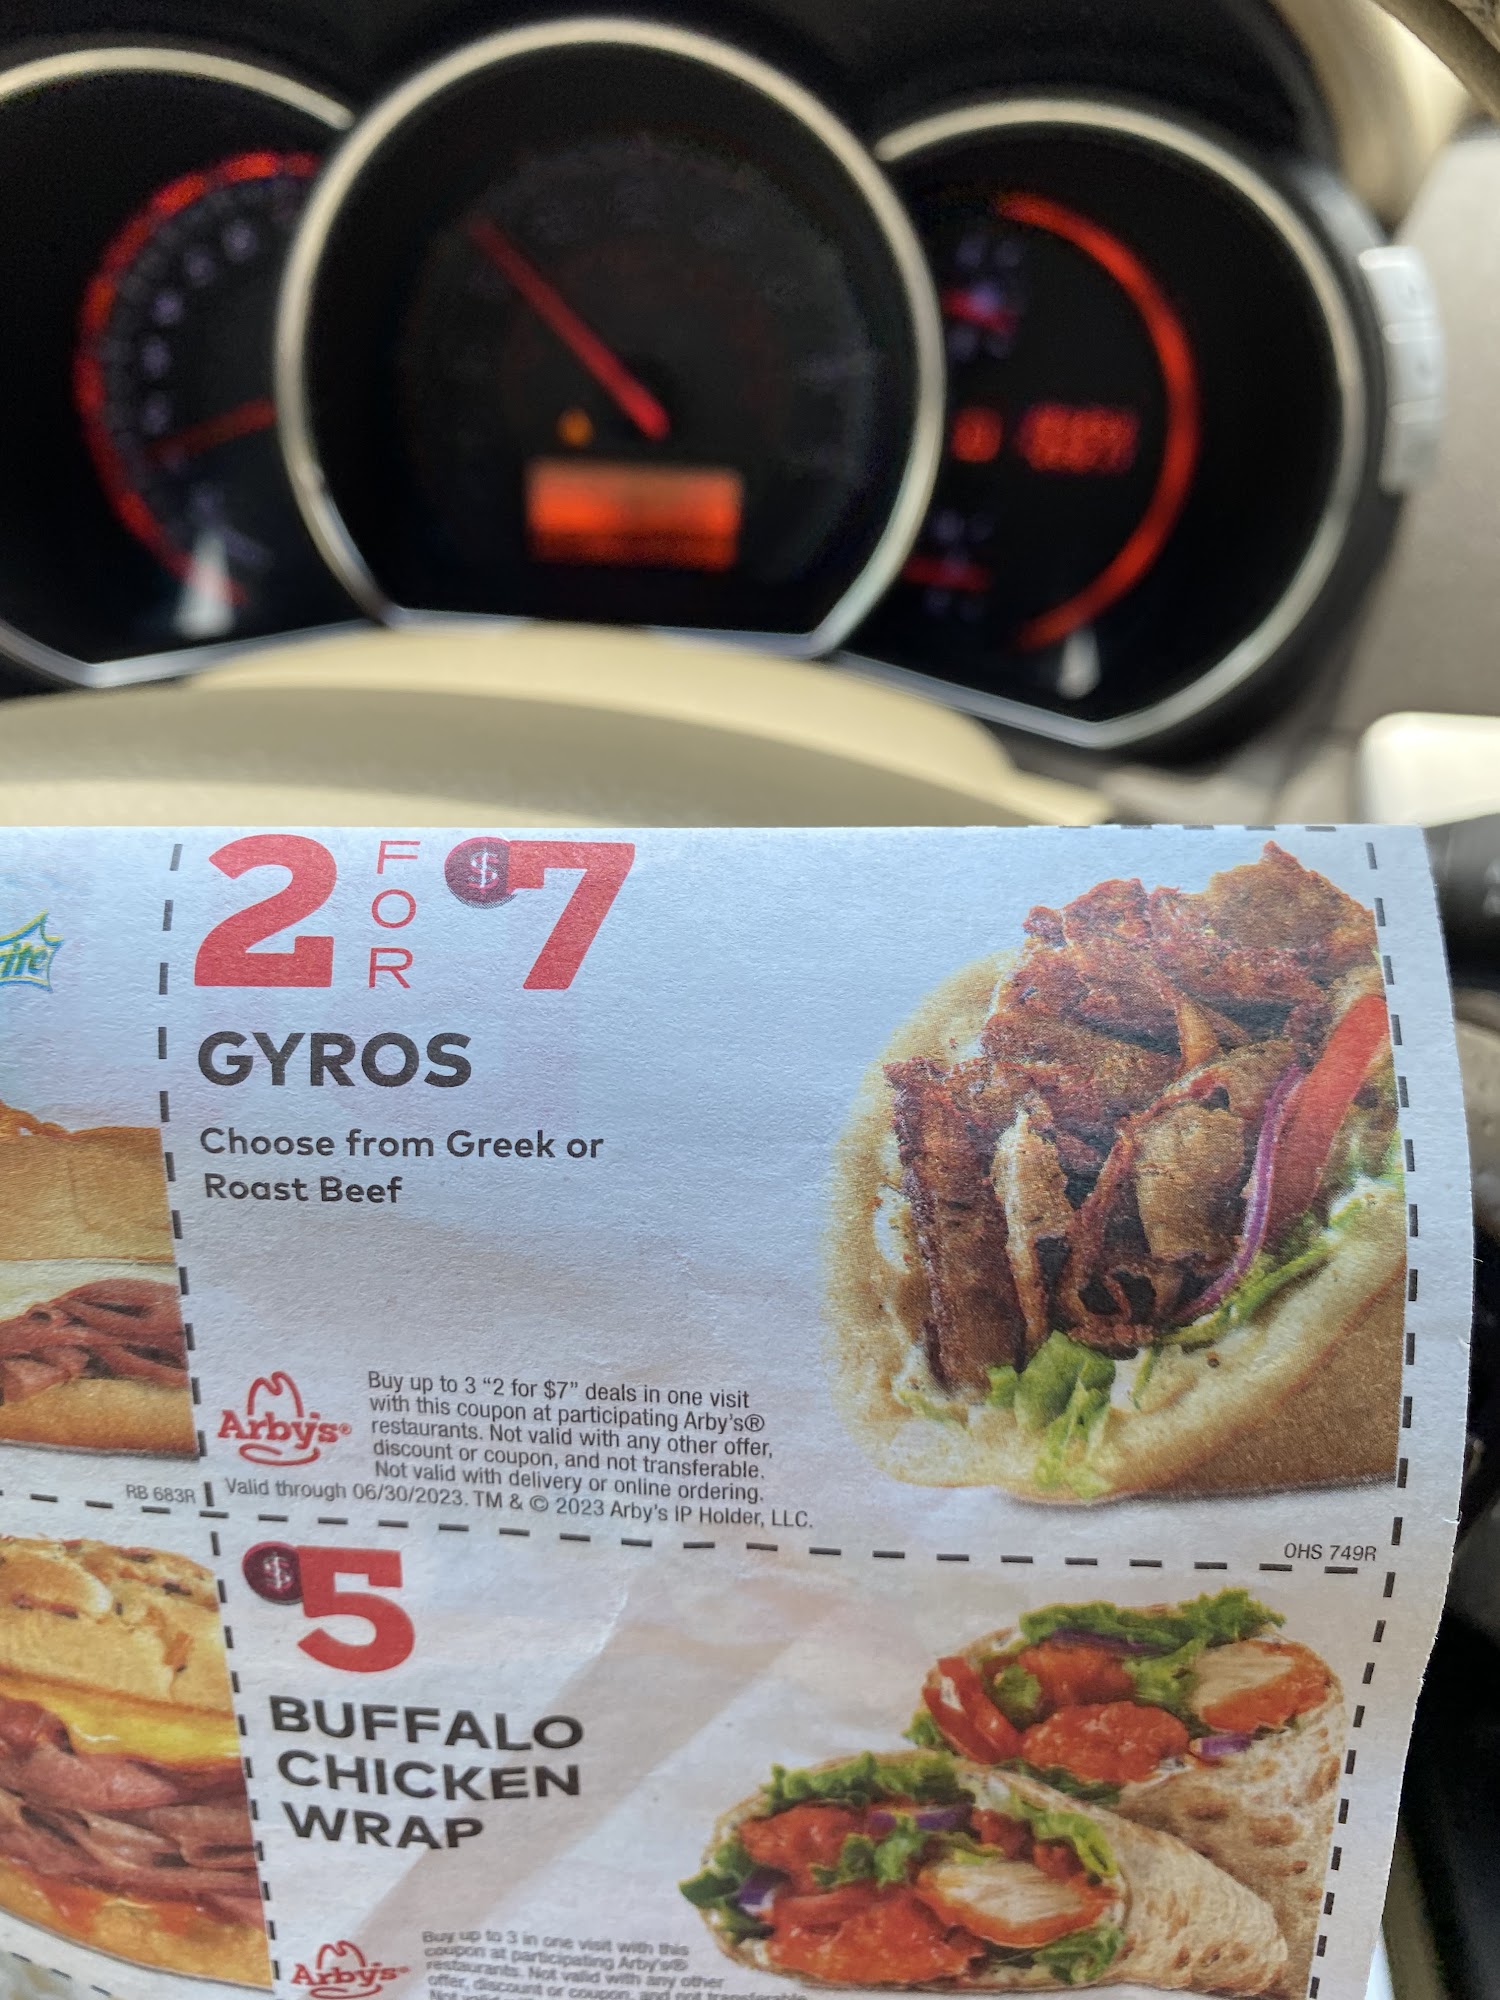 2 FOR $7
GYROS
Choose from Greek or
Roast Beef
Arby's®
Buy up to 3 "2 for $7" deals in one visit
with this coupon at participating Arby's®
restaurants. Not valid with any other offer,
discount or coupon, and not transferable.
Not valid with delivery or online ordering.
Valid through 06/30/2023. TM & © 2023 Arby's IP Holder, LLC.
RB 683R
OHS 749R
$5
BUFFALO
CHICKEN
WRAP
Arby's®
Buy up to 3 in one visit with this
coupon at participating Arby's®
restaurants. Not valid with any other
offer, discount or coupon, and not transferable